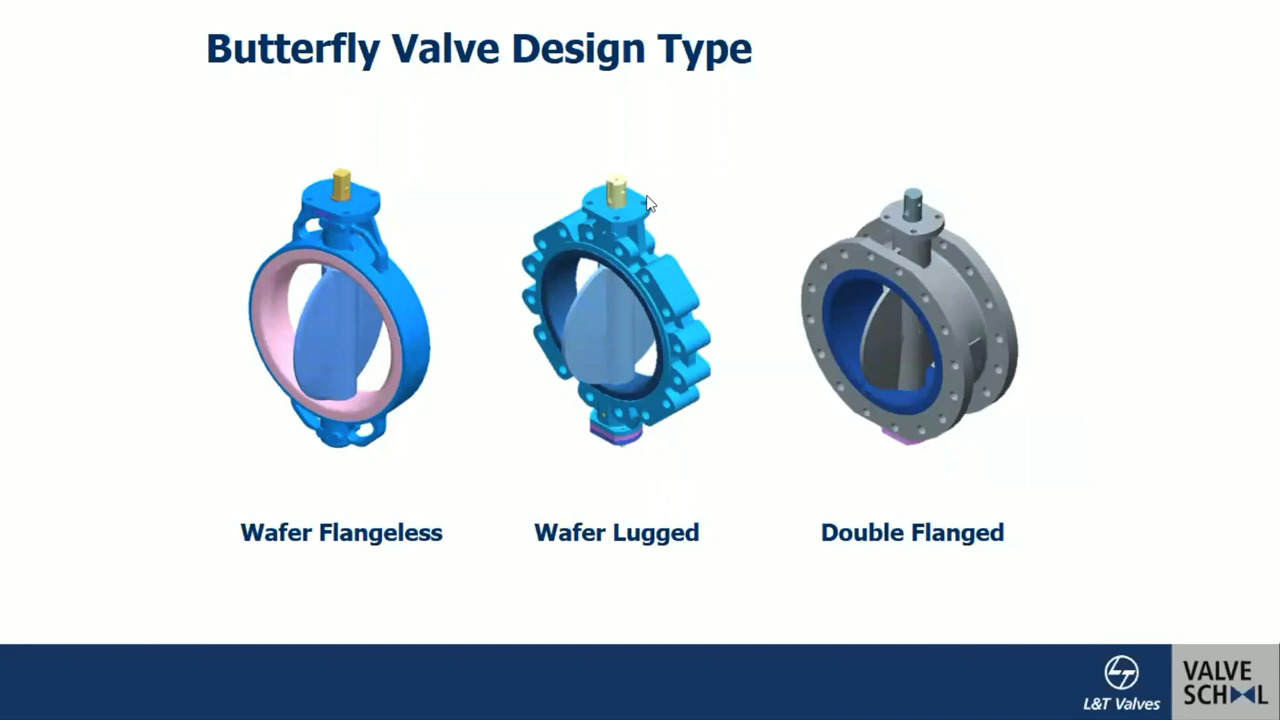 Butterfly Valve Design Type
Wafer Flangeless
Wafer Lugged
Double Flanged
L&T Valves
VALVE
SCHOOL